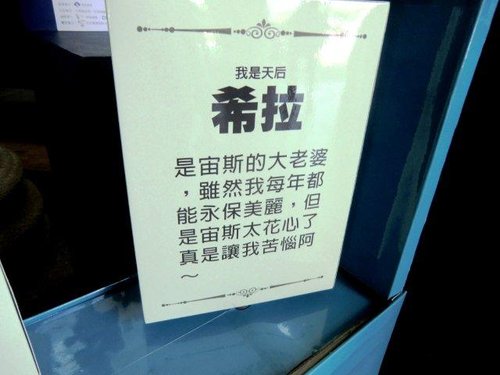 我是天后
希拉
是宙斯的大老婆
，雖然我每年都
能永保美麗，但
是宙斯太花心了
真是讓我苦惱阿
～